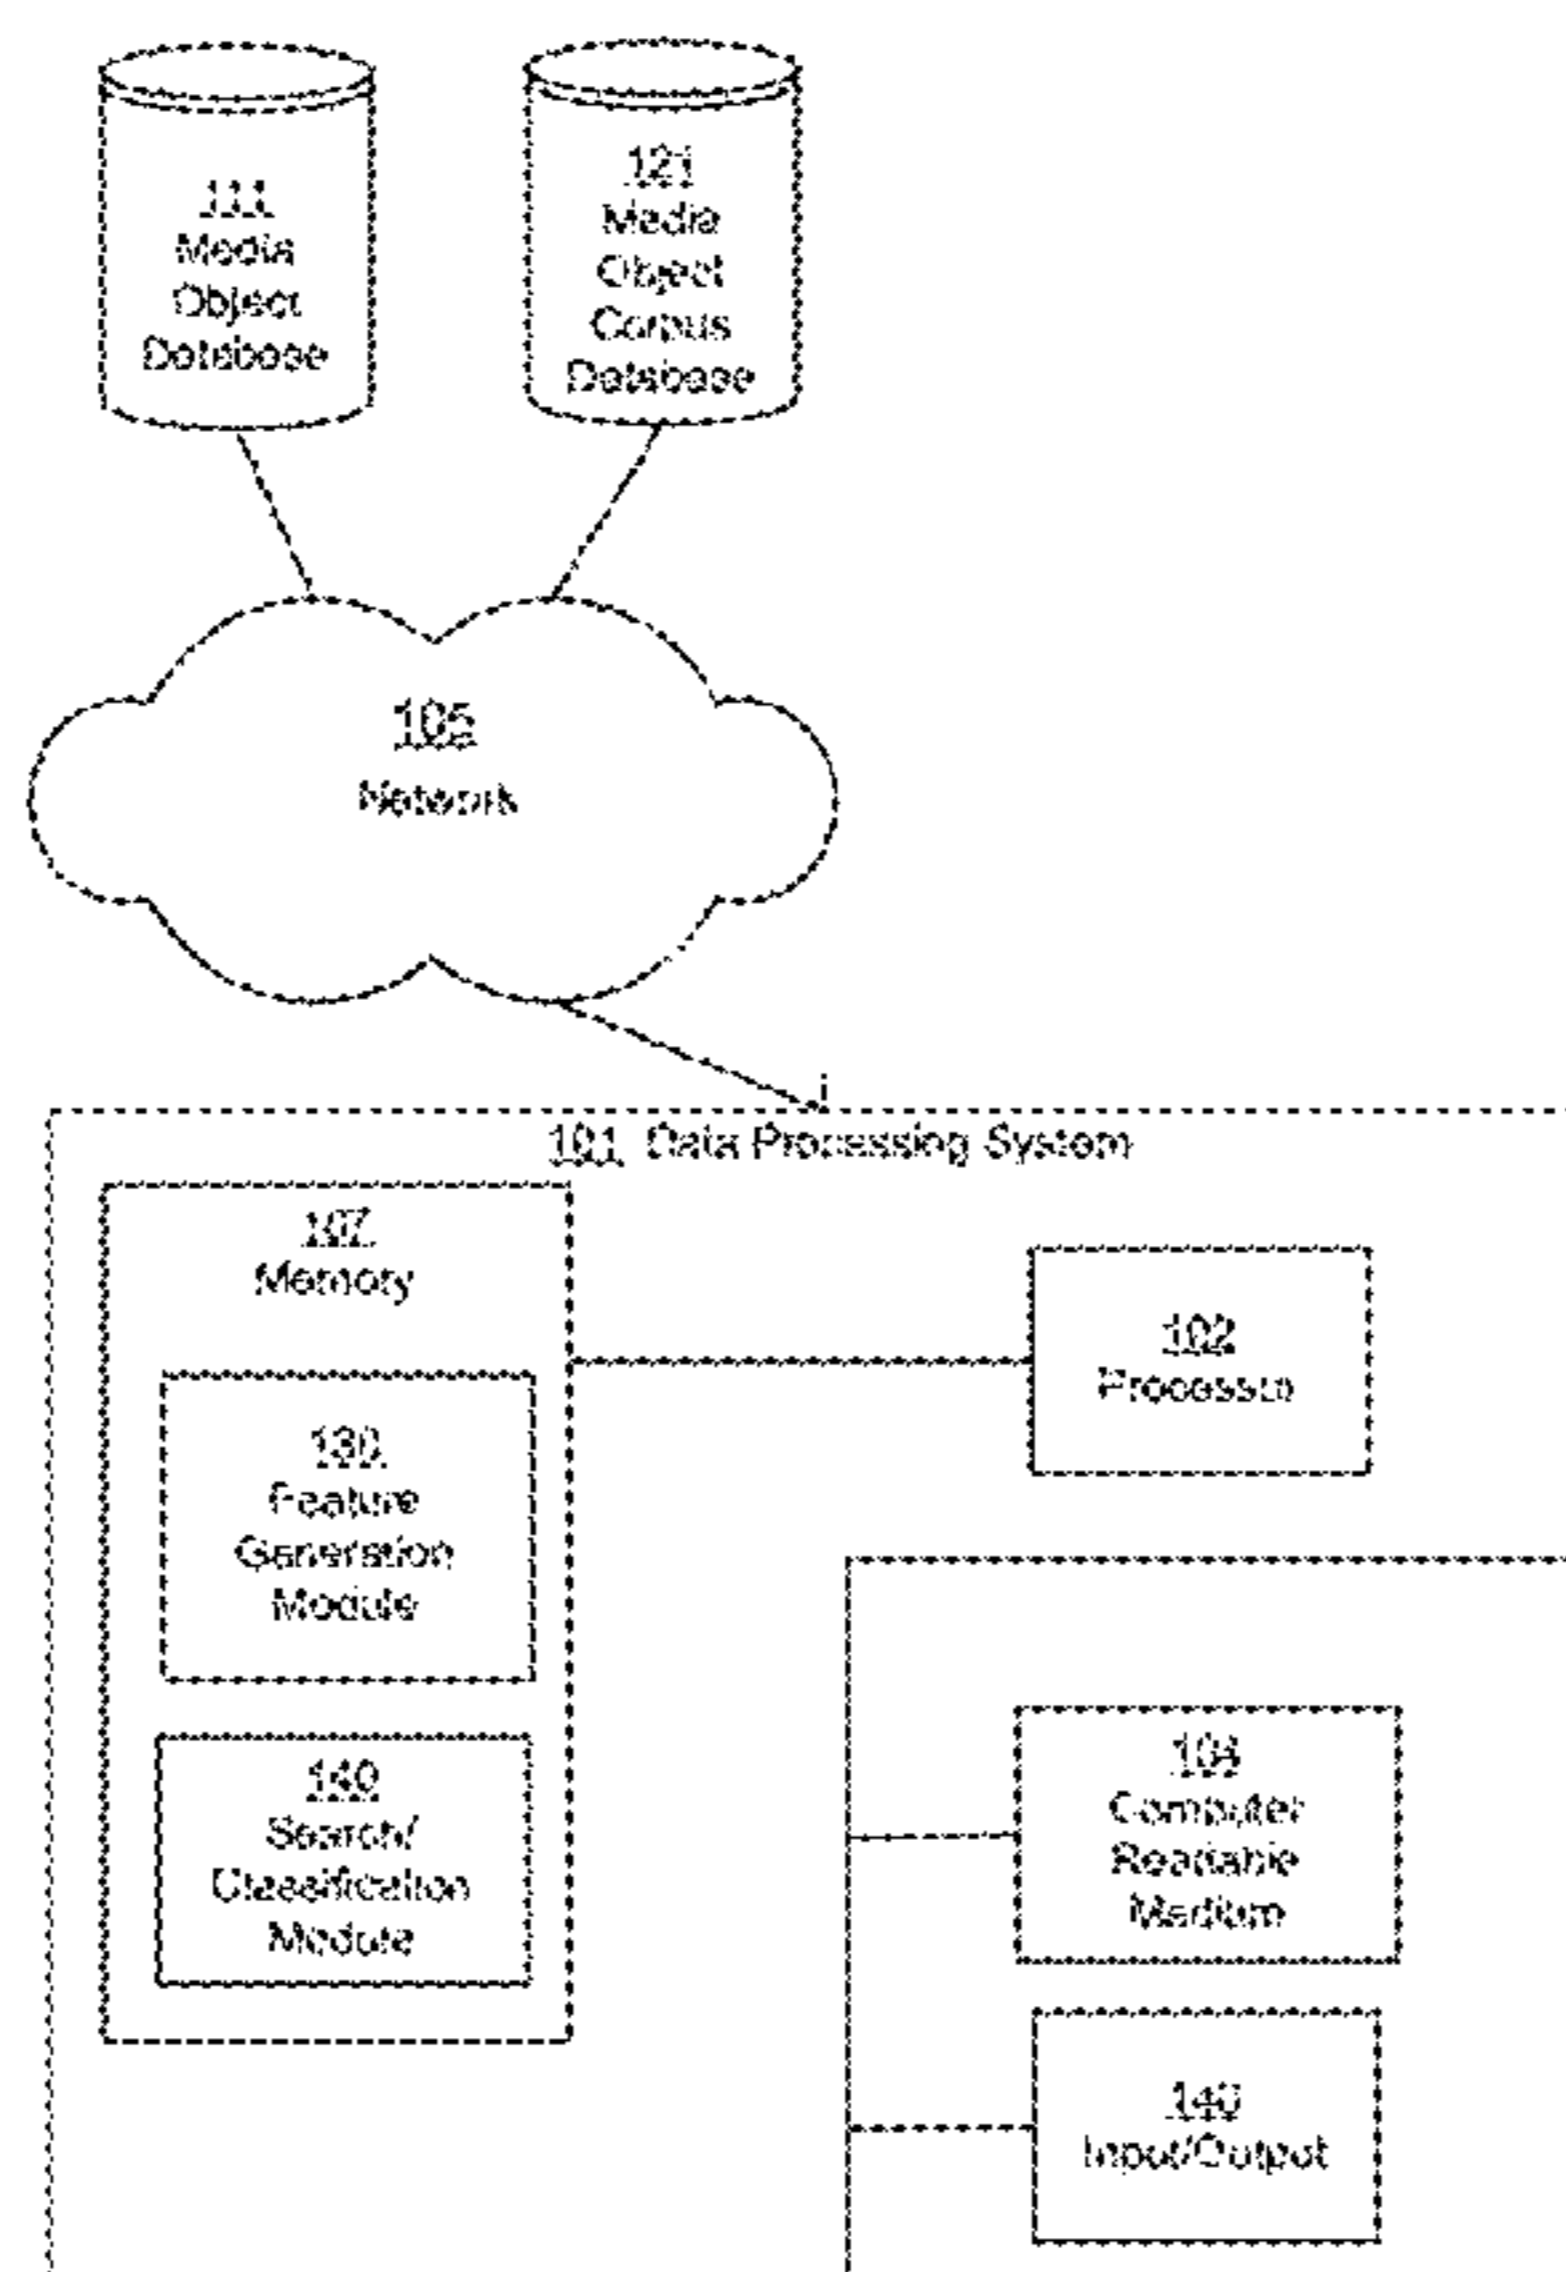 111
Media
Object
Database
121
Media
Object
Corpus
Database
105
Network
101 Data Processing System
107
Memory
130
Feature
Generation
Module
140
Search/
Classification
Module
102
Processor
104
Computer
Readable
Medium
140
Input/Output